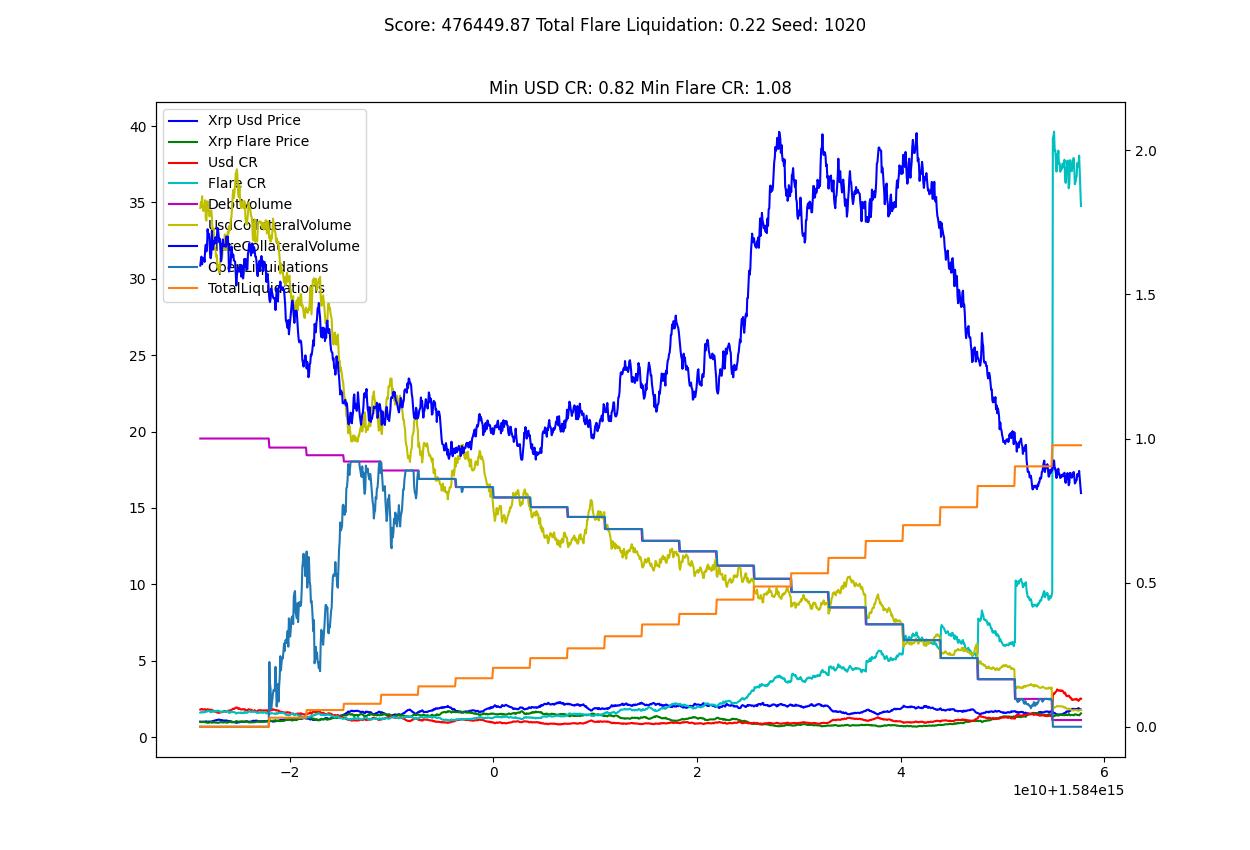 Score: 476449.87 Total Flare Liquidation: 0.22 Seed: 1020
Min USD CR: 0.82 Min Flare CR: 1.08
Xrp Usd Price
Xrp Flare Price
Usd CR
Flare CR
DebtVolume
UsdCollateralVolume
FlareCollateralVolume
OpenLiquidations
TotalLiquidations
40
35
30
25
20
15
10
5
0
2.0
1.5
1.0
0.5
0.0
−2
0
2
4
6
1e10+1.584e15